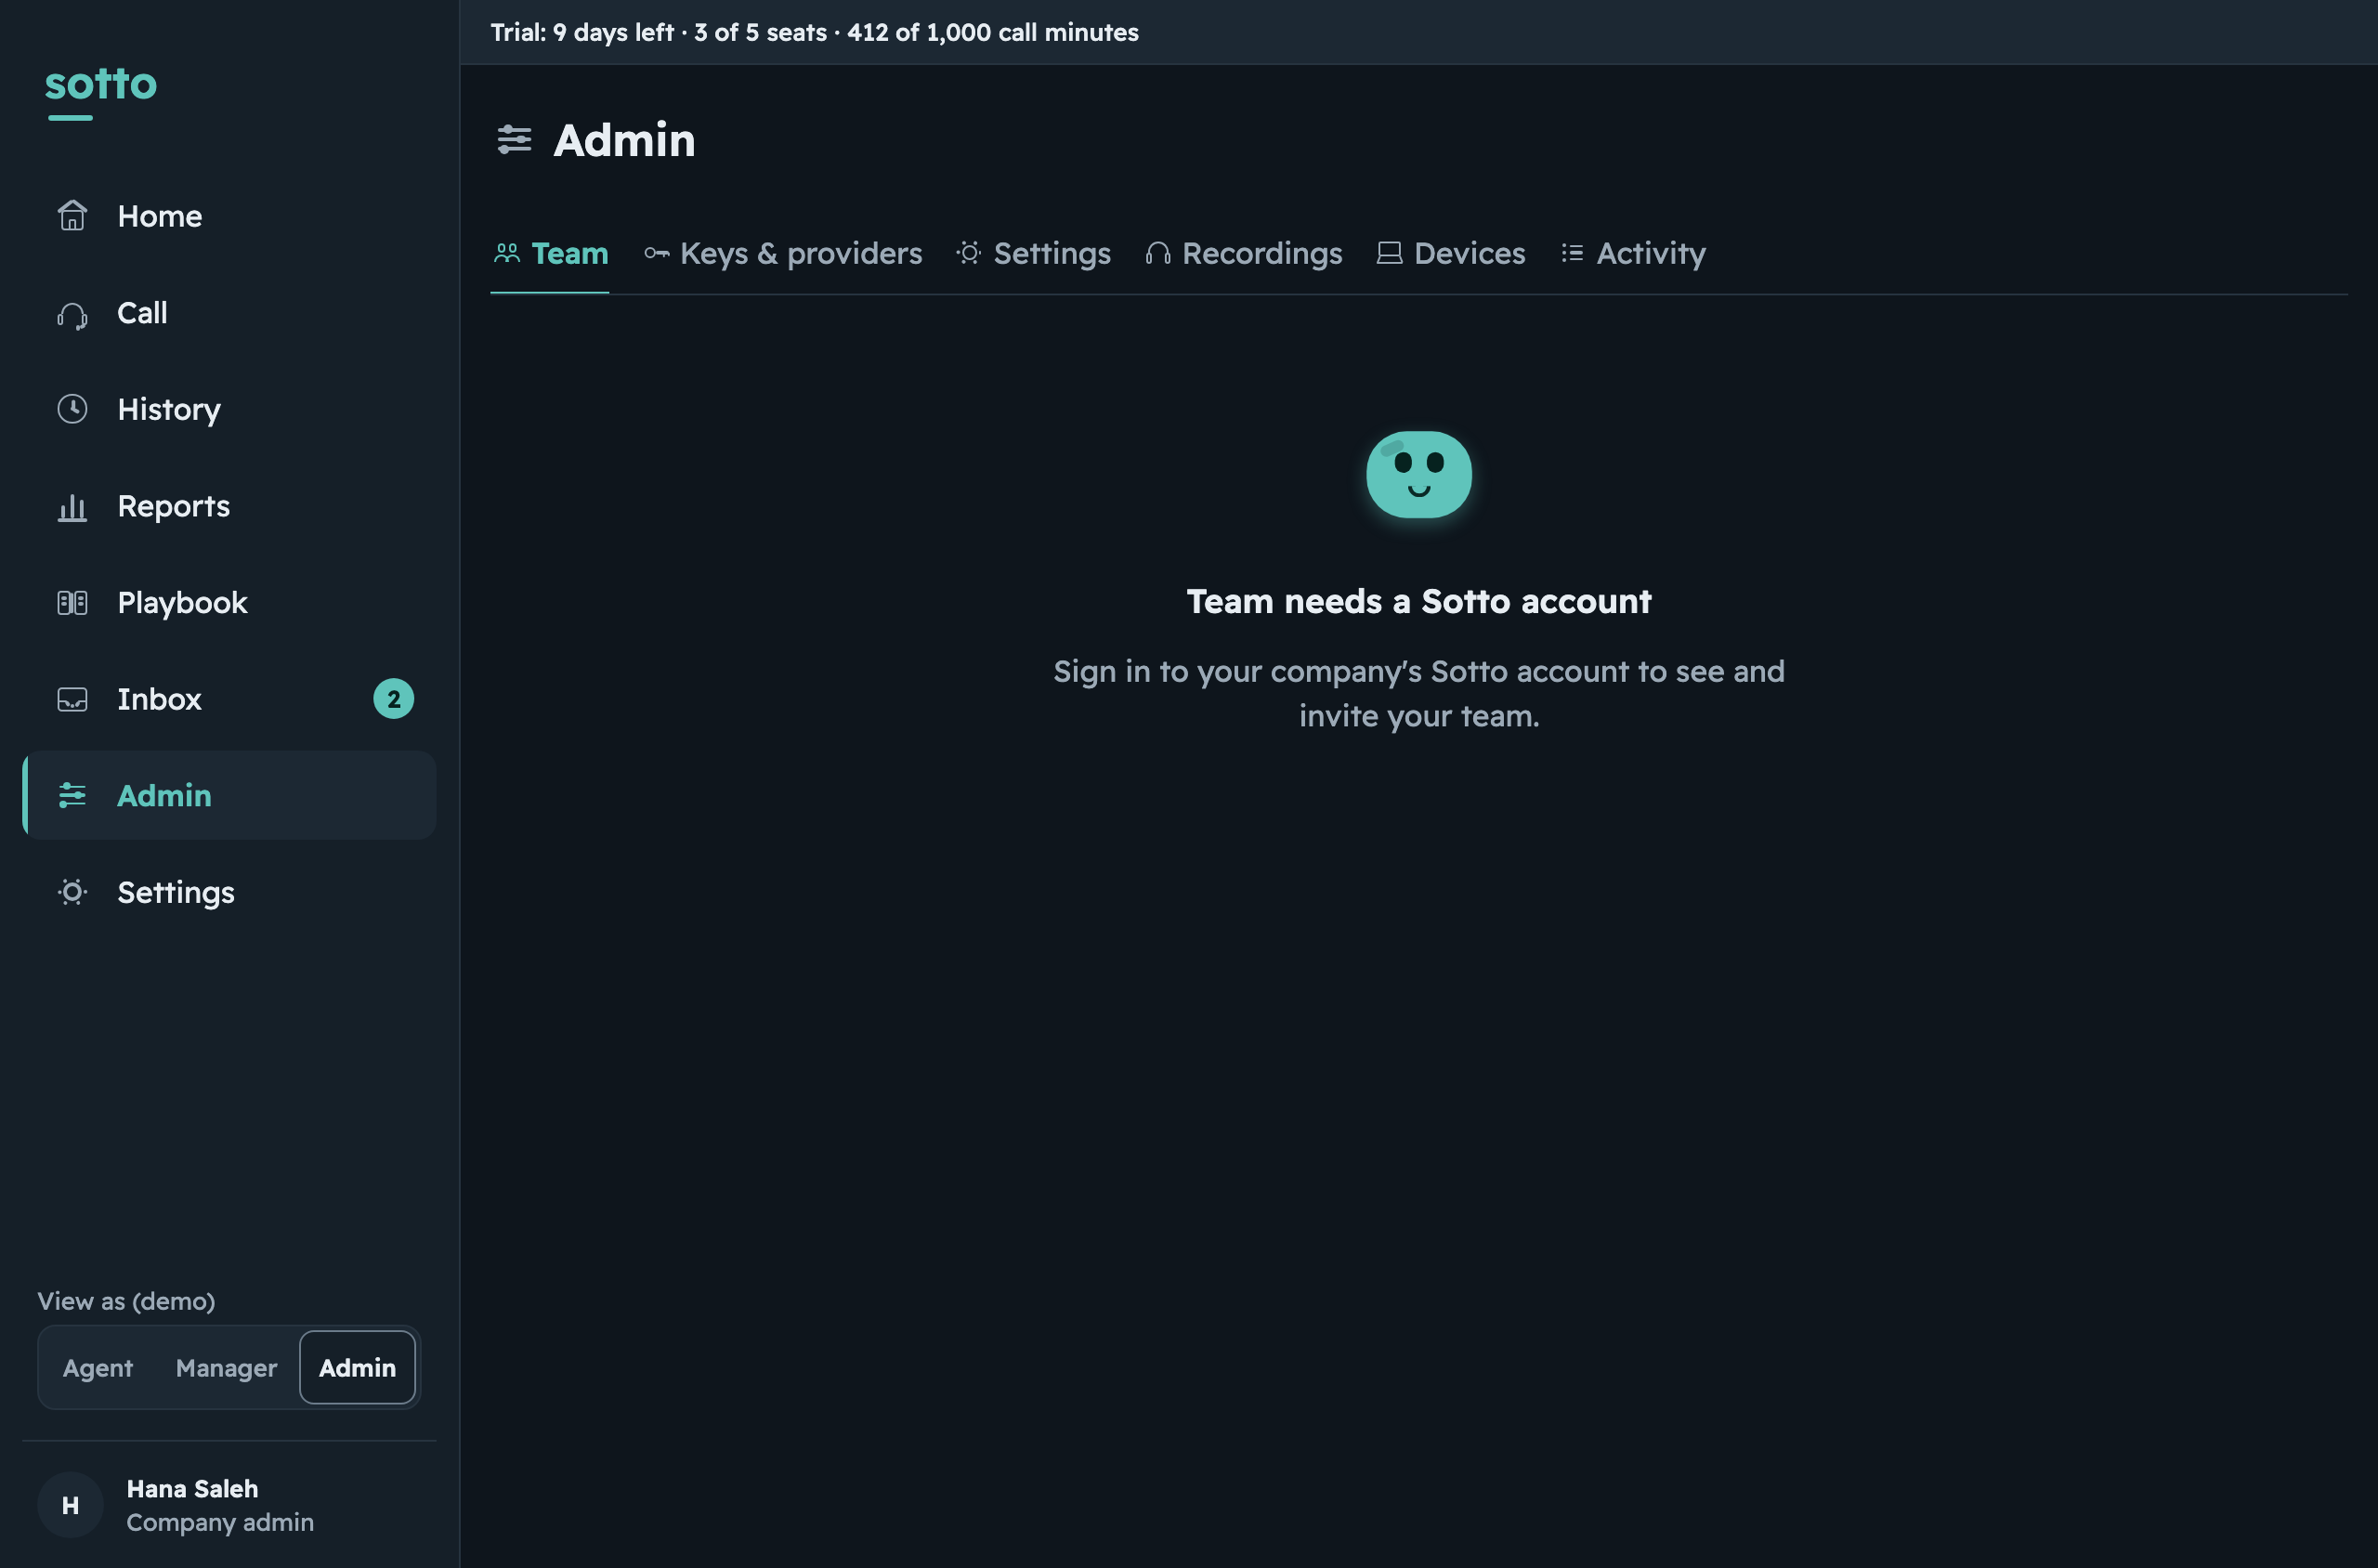 sotto
Home
Call
History
Reports
Playbook
Inbox 2
Admin
Settings
View as (demo)
Agent Manager Admin
H
Hana Saleh
Company admin
Trial: 9 days left · 3 of 5 seats · 412 of 1,000 call minutes
Admin
Team Keys & providers Settings Recordings Devices Activity
Team needs a Sotto account
Sign in to your company's Sotto account to see and
invite your team.